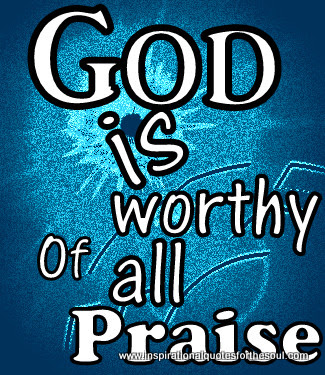 GOD
is
worthy
Of all
Praise
www.inspirationalquotesforthesoul.com